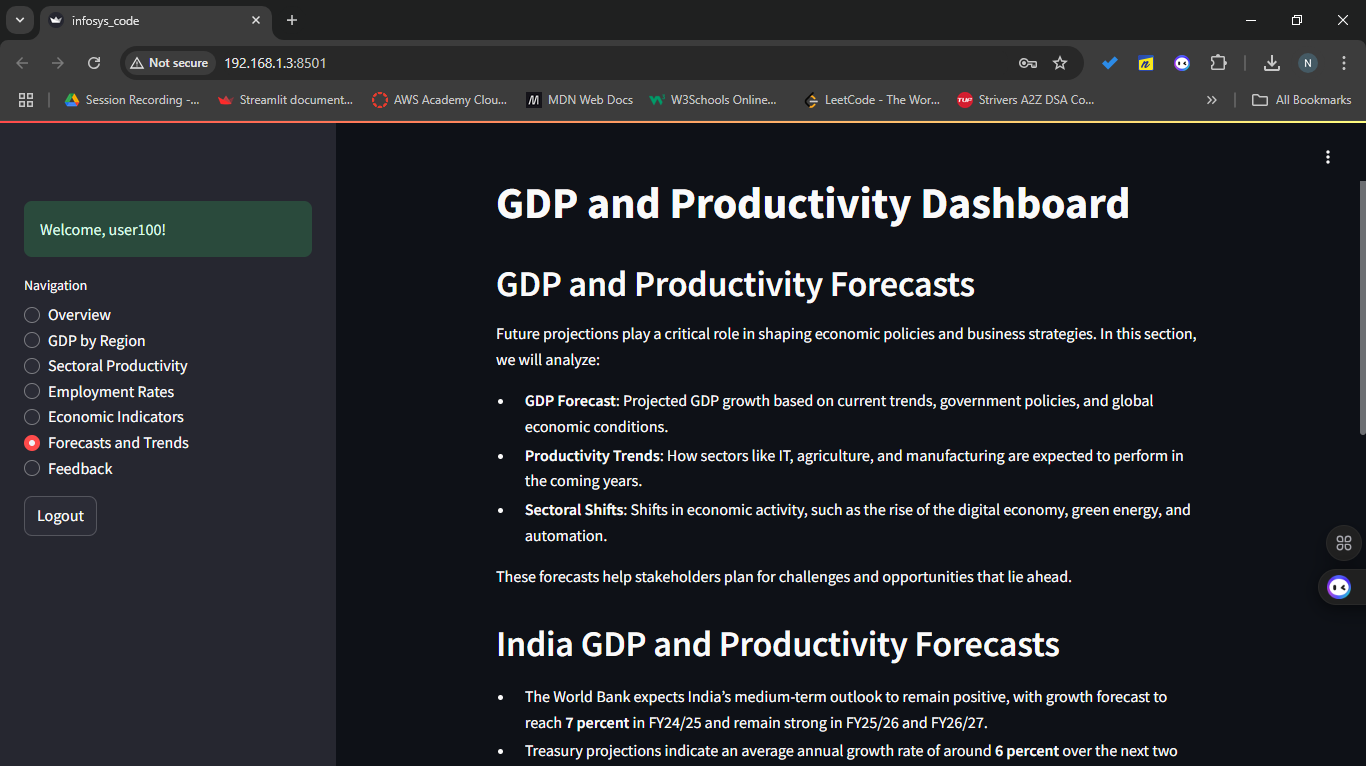 infosys_code
Not secure
192.168.1.3:8501
N
Session Recording -...
Streamlit document...
AWS Academy Clou...
M
MDN Web Docs
W3Schools Online...
LeetCode - The Wor...
TUF
Strivers A2Z DSA Co...
All Bookmarks
Welcome, user100!
Navigation
Overview
GDP by Region
Sectoral Productivity
Employment Rates
Economic Indicators
Forecasts and Trends
Feedback
Logout
GDP and Productivity Dashboard
GDP and Productivity Forecasts
Future projections play a critical role in shaping economic policies and business strategies. In this section,
we will analyze:
• GDP Forecast: Projected GDP growth based on current trends, government policies, and global
economic conditions.
• Productivity Trends: How sectors like IT, agriculture, and manufacturing are expected to perform in
the coming years.
• Sectoral Shifts: Shifts in economic activity, such as the rise of the digital economy, green energy, and
automation.
These forecasts help stakeholders plan for challenges and opportunities that lie ahead.
India GDP and Productivity Forecasts
• The World Bank expects India’s medium-term outlook to remain positive, with growth forecast to
reach 7 percent in FY24/25 and remain strong in FY25/26 and FY26/27.
• Treasury projections indicate an average annual growth rate of around 6 percent over the next two